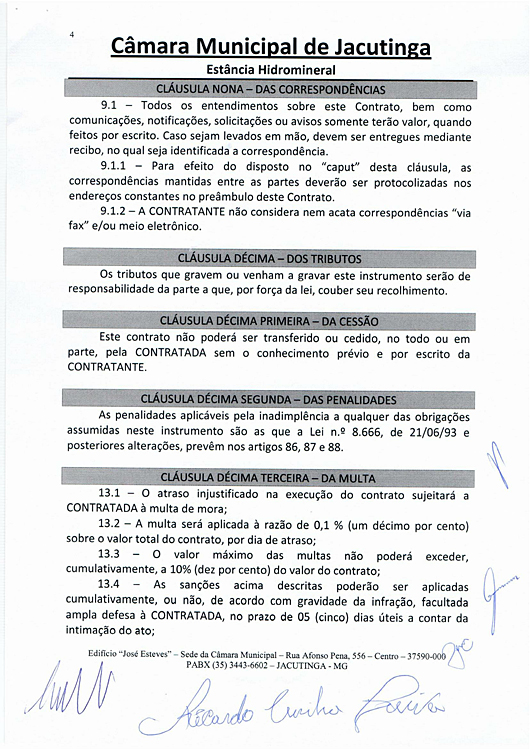 4
Câmara Municipal de Jacutinga
Estância Hidromineral
CLÁUSULA NONA – DAS CORRESPONDÊNCIAS
9.1 – Todos os entendimentos sobre este Contrato, bem como
comunicações, notificações, solicitações ou avisos somente terão valor, quando
feitos por escrito. Caso sejam levados em mão, devem ser entregues mediante
recibo, no qual seja identificada a correspondência.
9.1.1 – Para efeito do disposto no “caput” desta cláusula, as
correspondências mantidas entre as partes deverão ser protocolizadas nos
endereços constantes no preâmbulo deste Contrato.
9.1.2 – A CONTRATANTE não considera nem acata correspondências “via
fax” e/ou meio eletrônico.
CLÁUSULA DÉCIMA – DOS TRIBUTOS
Os tributos que gravem ou venham a gravar este instrumento serão de
responsabilidade da parte a que, por força da lei, couber seu recolhimento.
CLÁUSULA DÉCIMA PRIMEIRA – DA CESSÃO
Este contrato não poderá ser transferido ou cedido, no todo ou em
parte, pela CONTRATADA sem o conhecimento prévio e por escrito da
CONTRATANTE.
CLÁUSULA DÉCIMA SEGUNDA – DAS PENALIDADES
As penalidades aplicáveis pela inadimplência a qualquer das obrigações
assumidas neste instrumento são as que a Lei n.º 8.666, de 21/06/93 e
posteriores alterações, prevêm nos artigos 86, 87 e 88.
CLÁUSULA DÉCIMA TERCEIRA – DA MULTA
13.1 – O atraso injustificado na execução do contrato sujeitará a
CONTRATADA à multa de mora;
13.2 – A multa será aplicada à razão de 0,1 % (um décimo por cento)
sobre o valor total do contrato, por dia de atraso;
13.3 – O valor máximo das multas não poderá exceder,
cumulativamente, a 10% (dez por cento) do valor do contrato;
13.4 – As sanções acima descritas poderão ser aplicadas
cumulativamente, ou não, de acordo com gravidade da infração, facultada
ampla defesa à CONTRATADA, no prazo de 05 (cinco) dias úteis a contar da
intimação do ato;
Edifício “José Esteves” – Sede da Câmara Municipal – Rua Afonso Pena, 556 – Centro – 37590-000
PABX (35) 3443-6602 – JACUTINGA - MG